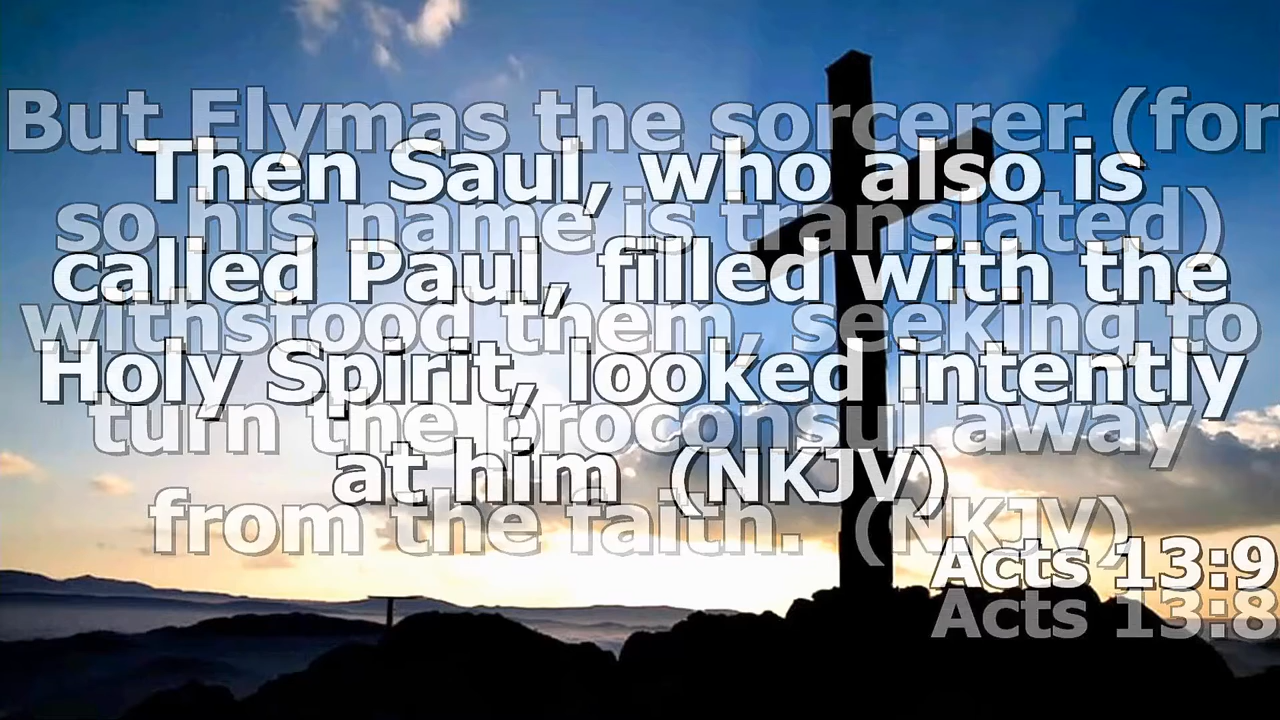 But Elymas the sorcerer (for
so his name is translated)
withstood them, seeking to
turn the proconsul away
from the faith. (NKJV)
Acts 13:8
Then Saul, who also is
called Paul, filled with the
Holy Spirit, looked intently
at him (NKJV)
Acts 13:9